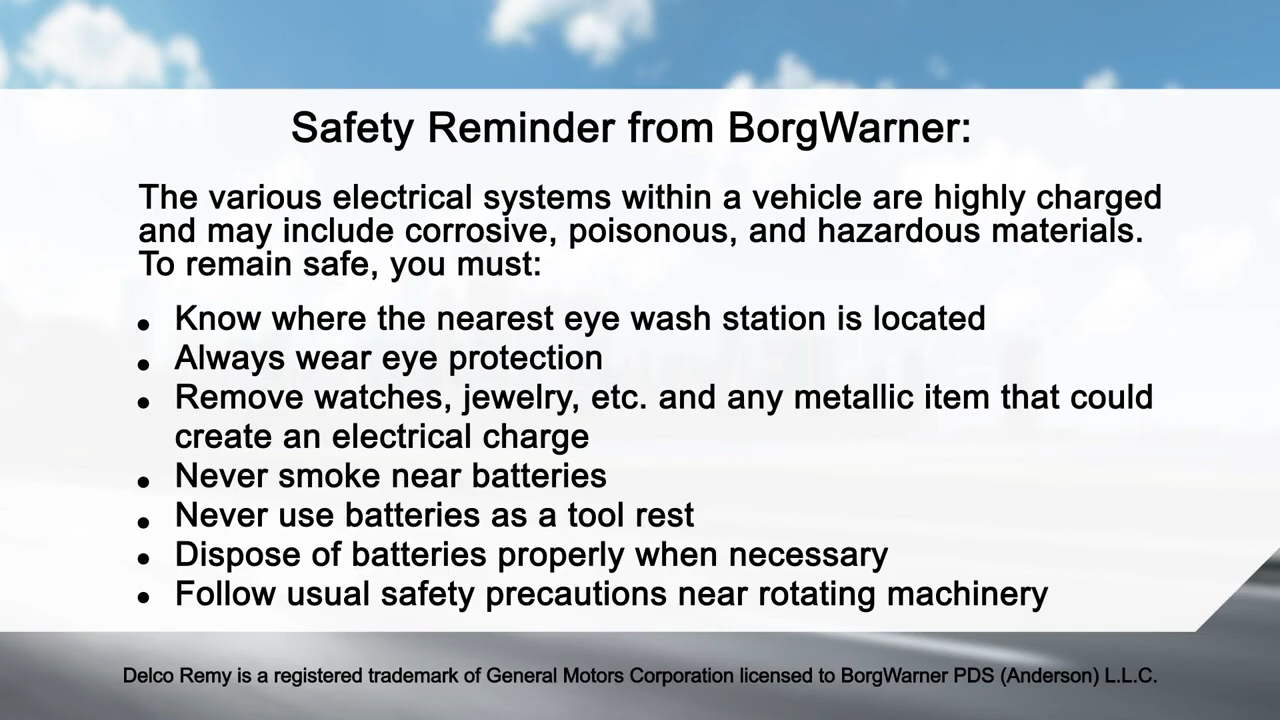 Safety Reminder from BorgWarner:
The various electrical systems within a vehicle are highly charged
and may include corrosive, poisonous, and hazardous materials.
To remain safe, you must:
• Know where the nearest eye wash station is located
• Always wear eye protection
• Remove watches, jewelry, etc. and any metallic item that could
create an electrical charge
• Never smoke near batteries
• Never use batteries as a tool rest
• Dispose of batteries properly when necessary
• Follow usual safety precautions near rotating machinery
Delco Remy is a registered trademark of General Motors Corporation licensed to BorgWarner PDS (Anderson) L.L.C.